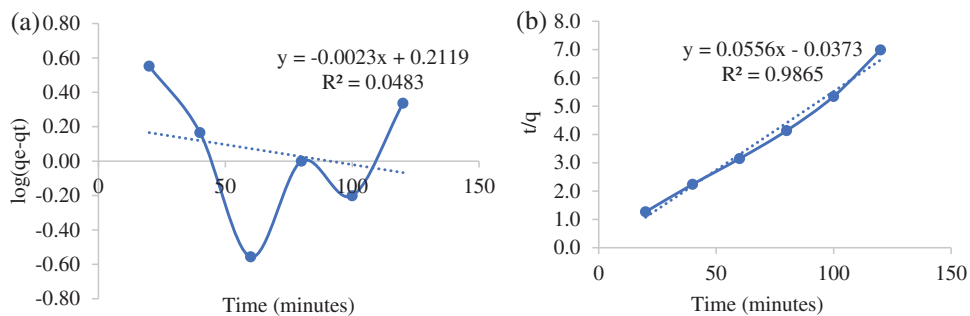 (a)
0.80
0.60
0.40
0.20
0.00
-0.20
-0.40
-0.60
-0.80
log(qe-qt)
y = -0.0023x + 0.2119
R² = 0.0483
0
50
100
150
Time (minutes)
(b)
8.0
7.0
6.0
5.0
4.0
3.0
2.0
1.0
0.0
t/q
y = 0.0556x - 0.0373
R² = 0.9865
0
50
100
150
Time (minutes)